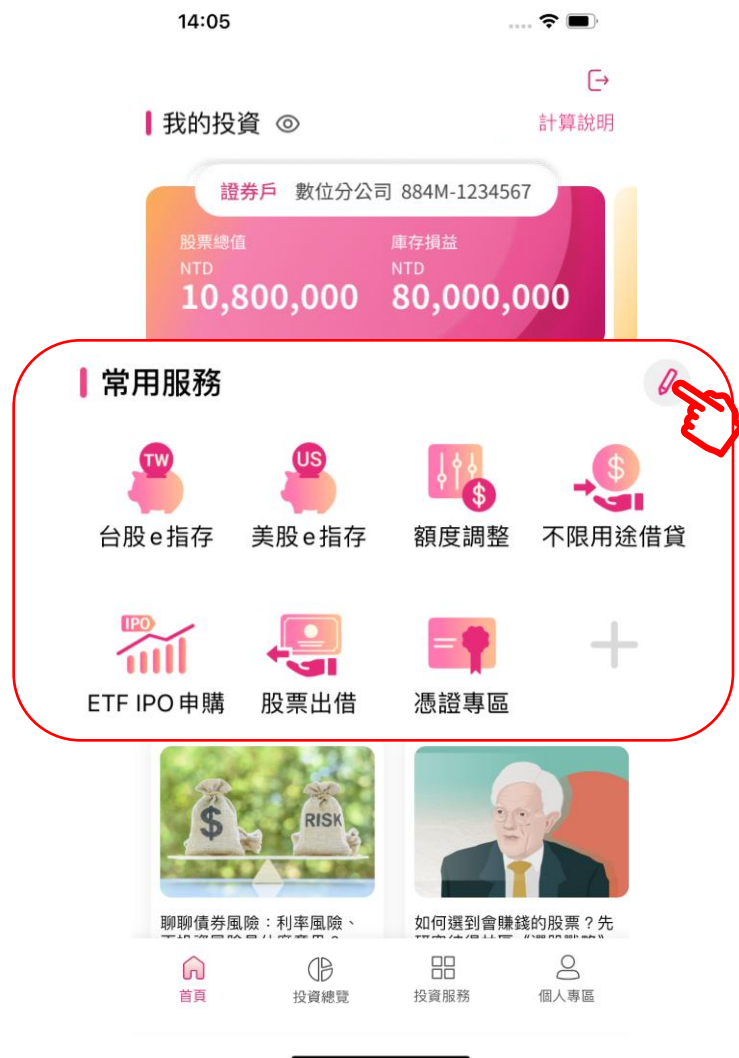 14:05
我的投資
計算說明
證券戶 數位分公司 884M-1234567
股票總值 庫存損益
NTD NTD
10,800,000 80,000,000
常用服務
TW US $ $
台股e指存 美股e指存 額度調整 不限用途借貸
IPO
ETF IPO申購 股票出借 憑證專區
$ RISK
聊聊債券風險：利率風險、 如何選到會賺錢的股票？先
首頁 投資總覽 投資服務 個人專區